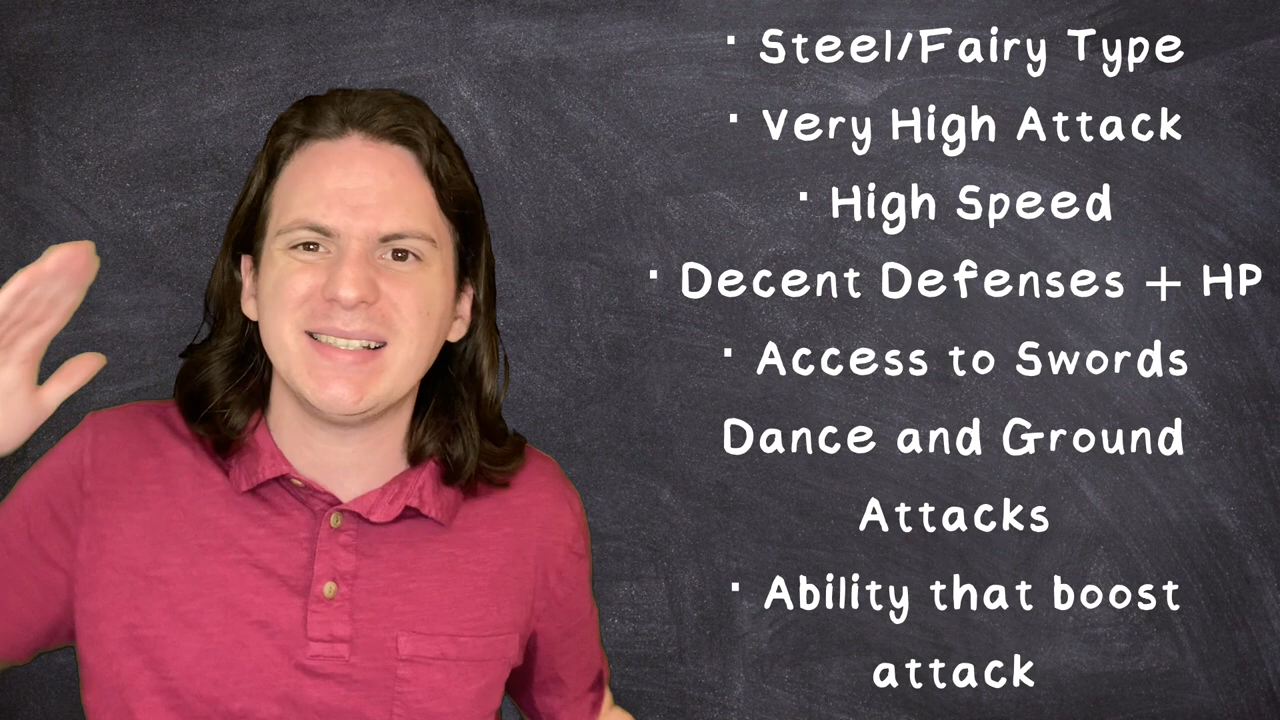 · Steel/Fairy Type
· Very High Attack
· High Speed
· Decent Defenses + HP
· Access to Swords
Dance and Ground
Attacks
· Ability that boost
attack